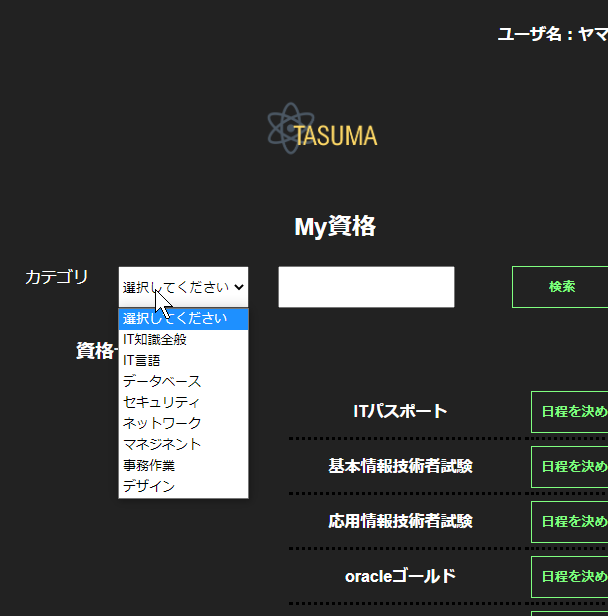 ユーザ名：ヤマ
TASUMA
My資格
カテゴリ
選択してください
検索
選択してください
IT知識全般
IT言語
データベース
セキュリティ
ネットワーク
マネジネント
事務作業
デザイン
資格
ITパスポート
日程を決め
基本情報技術者試験
日程を決め
応用情報技術者試験
日程を決め
oracleゴールド
日程を決め